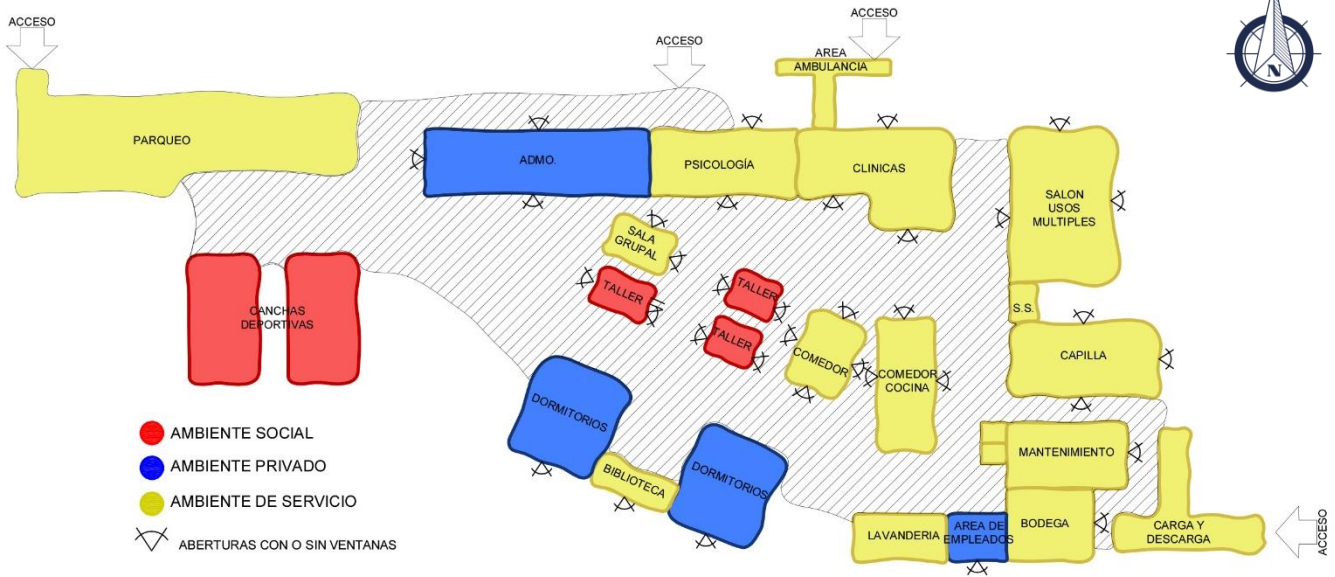 ACCESO
ACCESO
ACCESO
AREA
AMBULANCIA
N
PARQUEO
ADMO.
PSICOLOGÍA
CLINICAS
SALON
USOS
MULTIPLES
SALA
GRUPAL
TALLER
TALLER
TALLER
S.S.
CANCHAS
DEPORTIVAS
COMEDOR
COMEDOR
COCINA
CAPILLA
DORMITORIOS
DORMITORIOS
BIBLIOTECA
MANTENIMIENTO
LAVANDERIA
AREA DE
EMPLEADOS
BODEGA
CARGA Y
DESCARGA
ACCESO
AMBIENTE SOCIAL
AMBIENTE PRIVADO
AMBIENTE DE SERVICIO
ABERTURAS CON O SIN VENTANAS